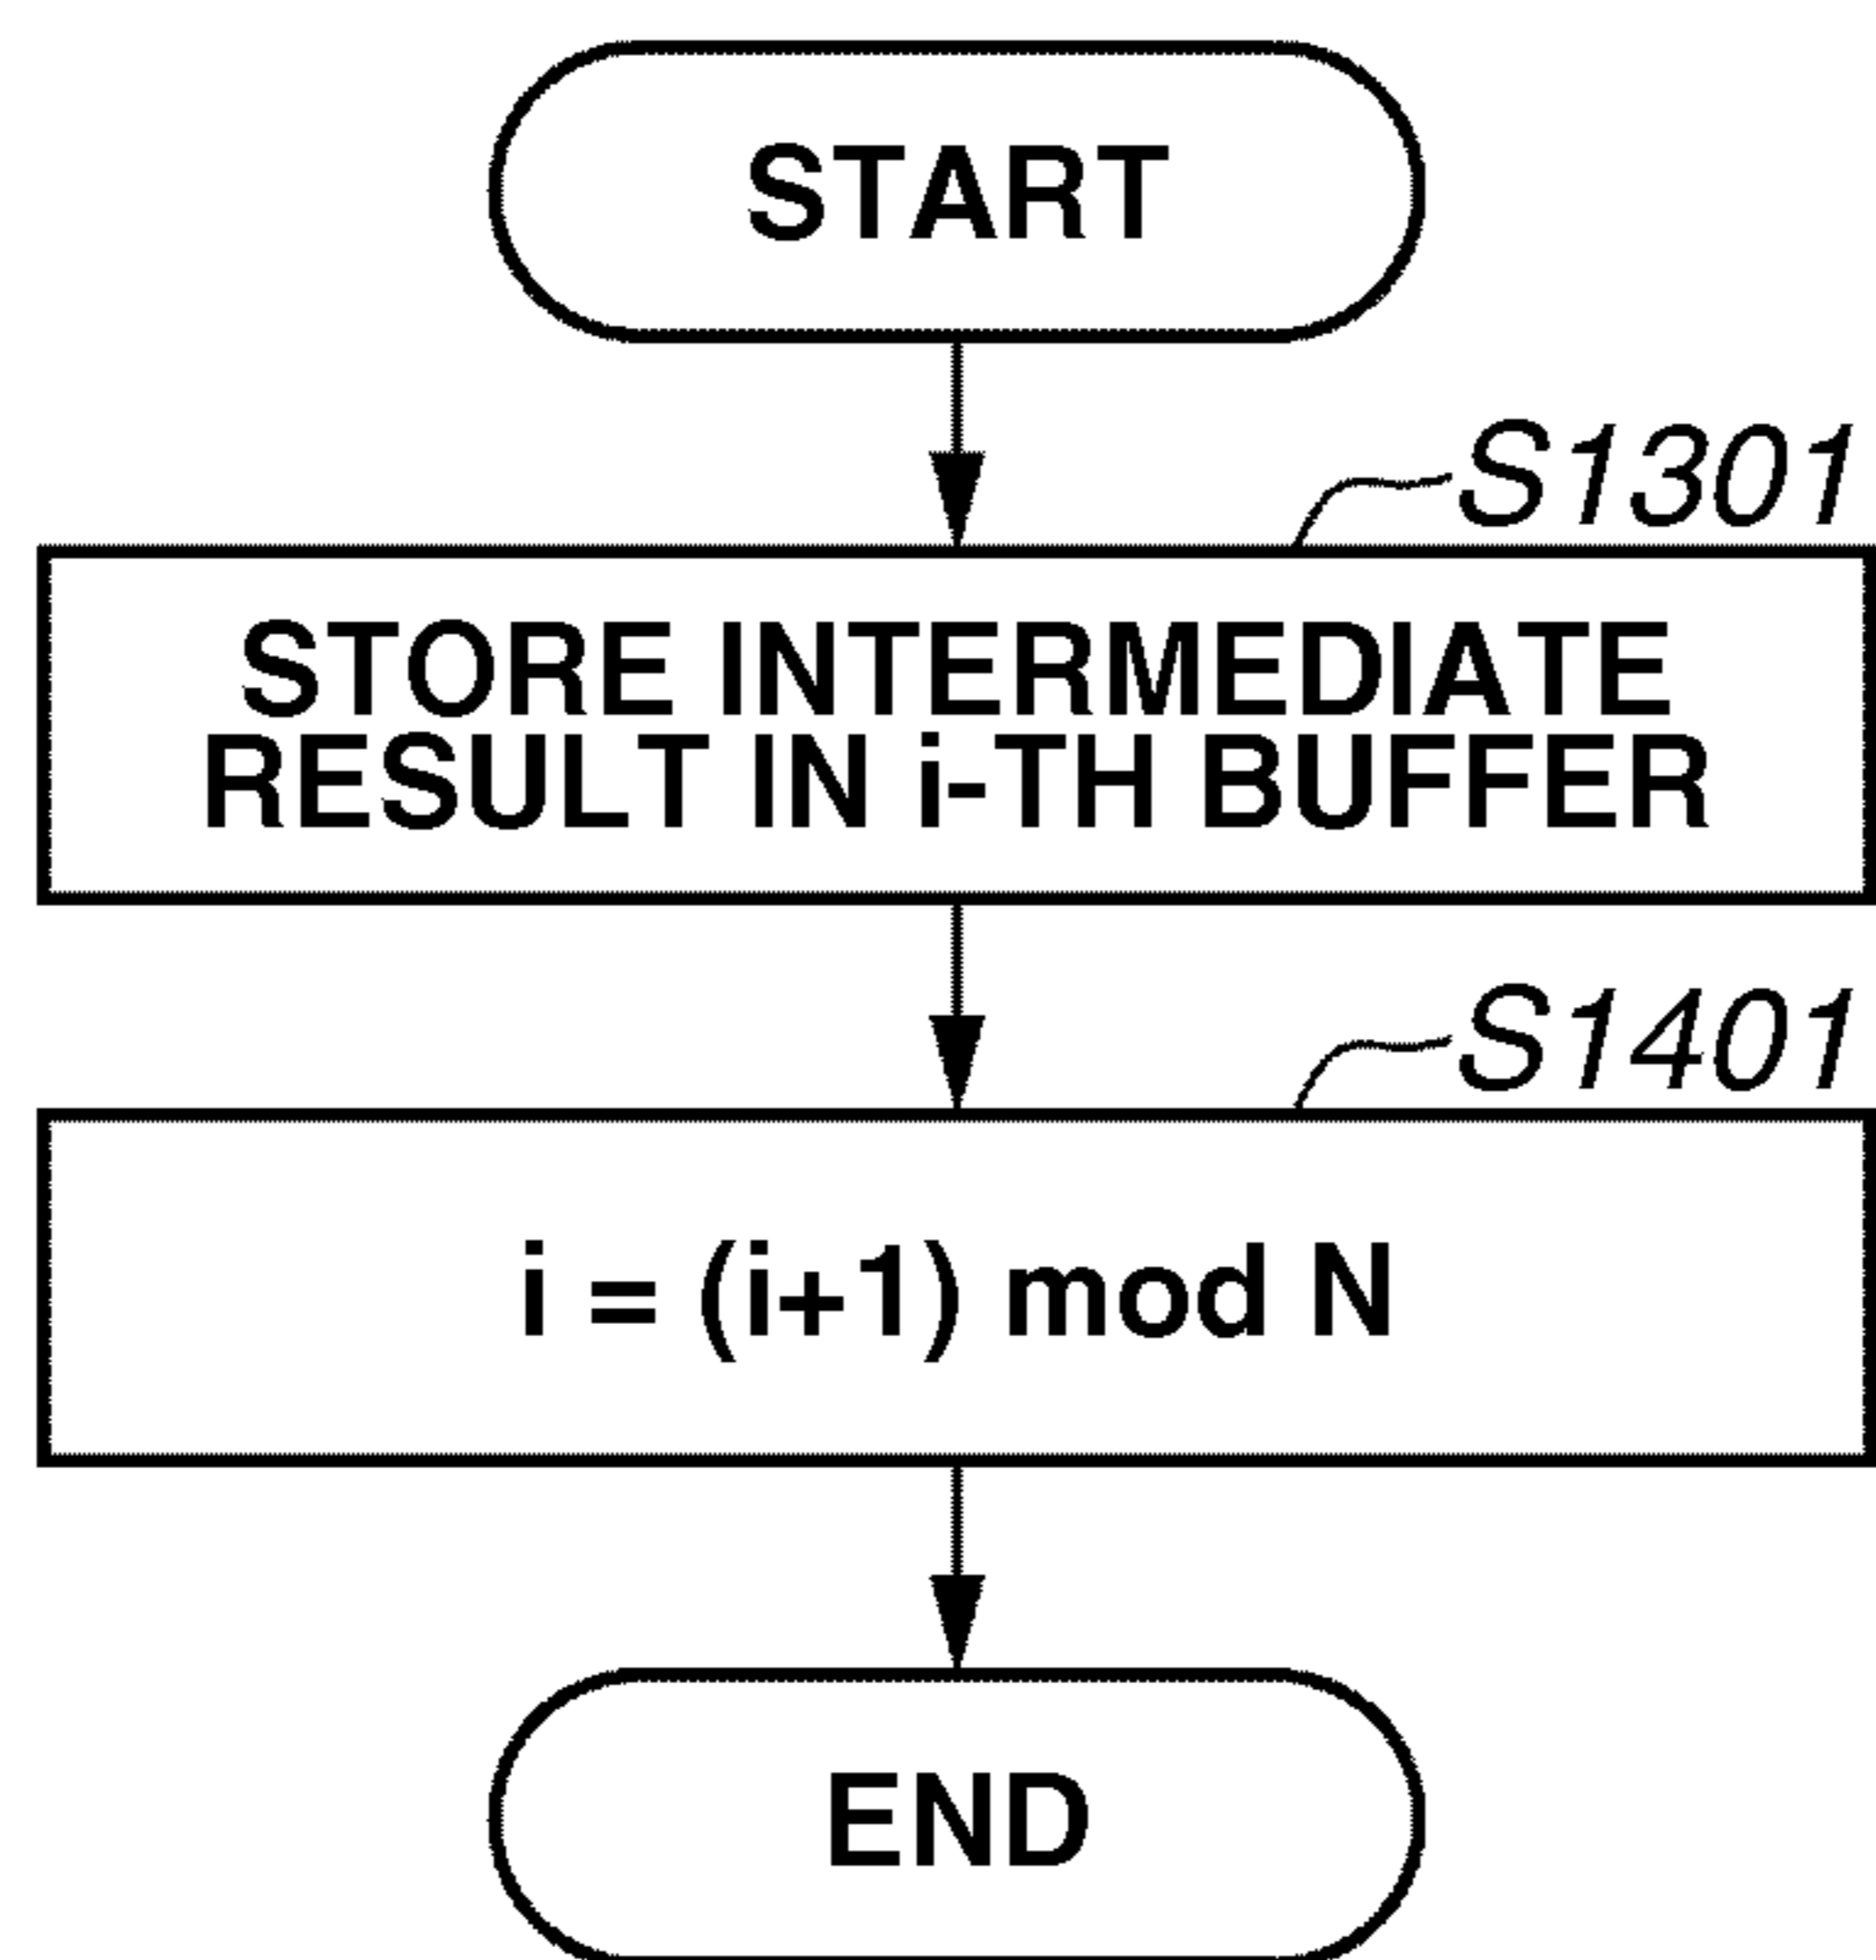 START
S1301
STORE INTERMEDIATE
RESULT IN i-TH BUFFER
S1401
i = (i+1) mod N
END